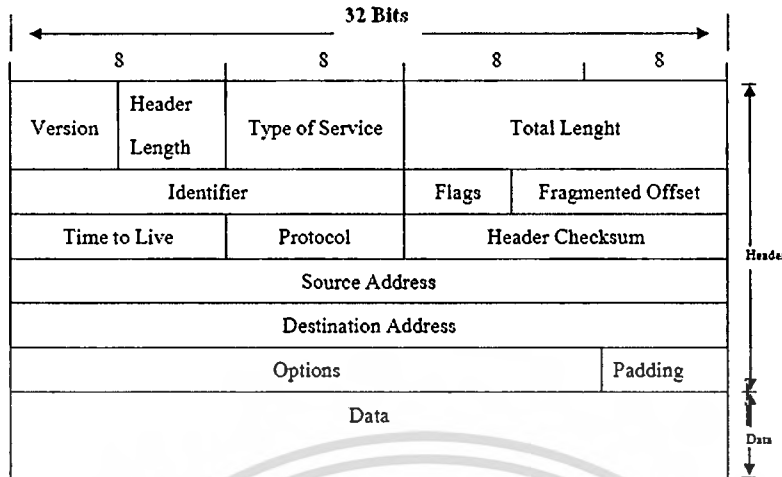 32 Bits
8 8 8 8
Version Header Length Type of Service Total Lenght
Identifier Flags Fragmented Offset
Time to Live Protocol Header Checksum
Source Address
Destination Address
Options Padding
Data
Heade
Data